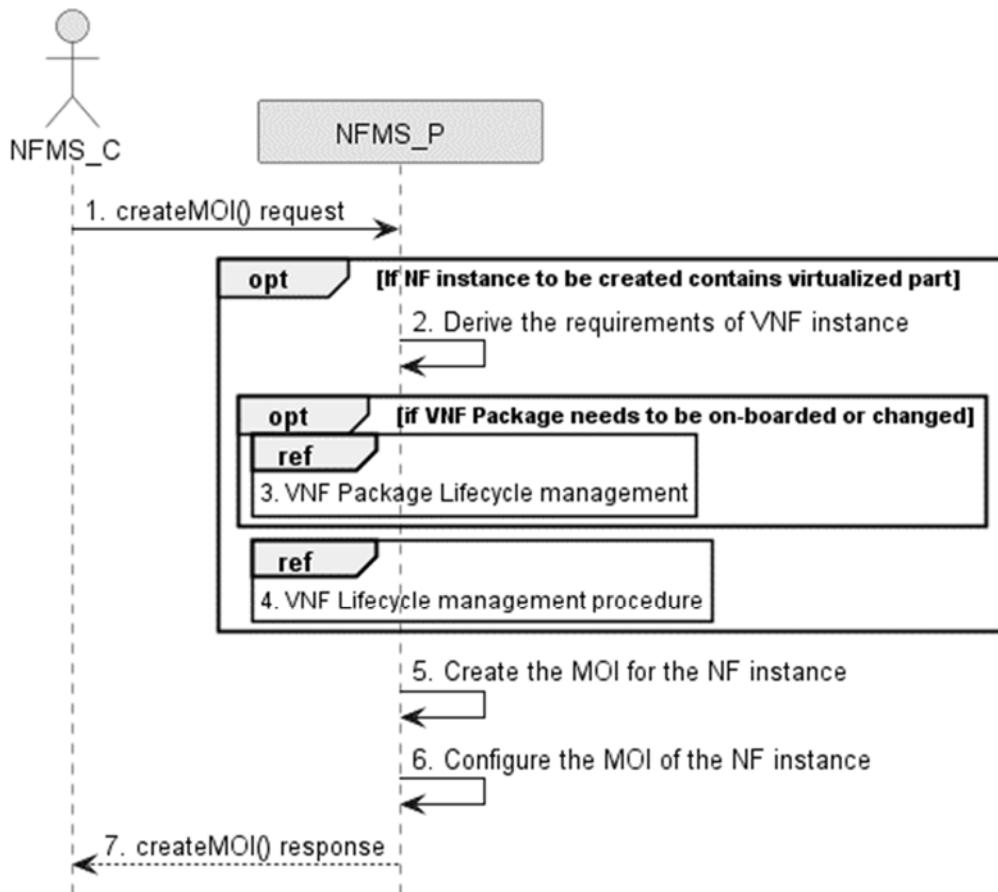 NFMS_C
NFMS_P
1. createMOI() request
opt [If NF instance to be created contains virtualized part]
2. Derive the requirements of VNF instance
opt [if VNF Package needs to be on-boarded or changed]
ref
3. VNF Package Lifecycle management
ref
4. VNF Lifecycle management procedure
5. Create the MOI for the NF instance
6. Configure the MOI of the NF instance
7. createMOI() response